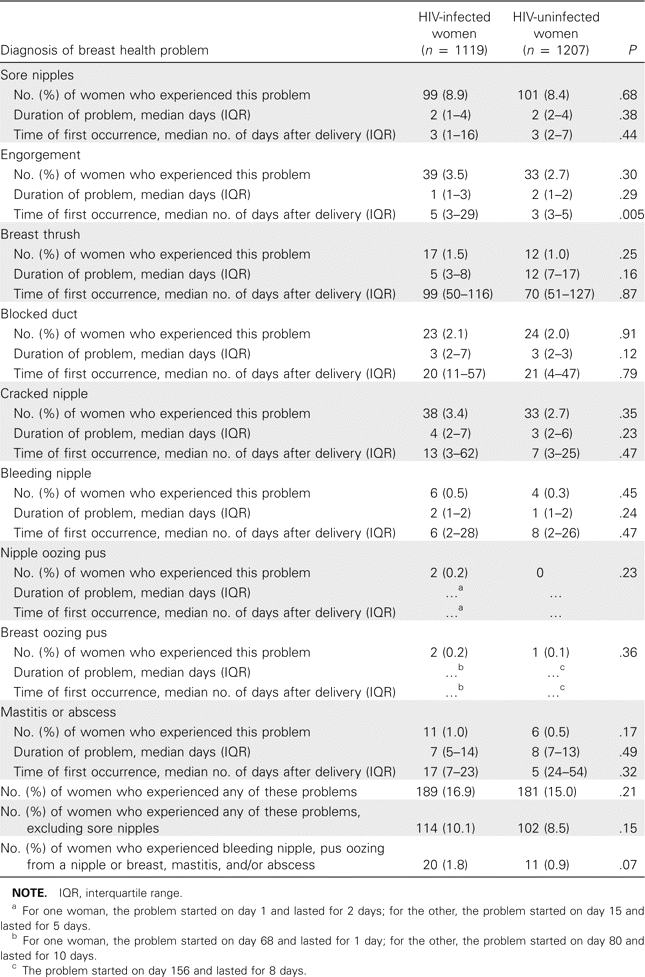 HIV-infected HIV-uninfected
women women
Diagnosis of breast health problem (n = 1119) (n = 1207) P
Sore nipples
No. (%) of women who experienced this problem 99 (8.9) 101 (8.4) .68
Duration of problem, median days (IQR) 2 (1–4) 2 (2–4) .38
Time of first occurrence, median no. of days after delivery (IQR) 3 (1–16) 3 (2–7) .44
Engorgement
No. (%) of women who experienced this problem 39 (3.5) 33 (2.7) .30
Duration of problem, median days (IQR) 1 (1–3) 2 (1–2) .29
Time of first occurrence, median no. of days after delivery (IQR) 5 (3–29) 3 (3–5) .005
Breast thrush
No. (%) of women who experienced this problem 17 (1.5) 12 (1.0) .25
Duration of problem, median days (IQR) 5 (3–8) 12 (7–17) .16
Time of first occurrence, median no. of days after delivery (IQR) 99 (50–116) 70 (51–127) .87
Blocked duct
No. (%) of women who experienced this problem 23 (2.1) 24 (2.0) .91
Duration of problem, median days (IQR) 3 (2–7) 3 (2–3) .12
Time of first occurrence, median no. of days after delivery (IQR) 20 (11–57) 21 (4–47) .79
Cracked nipple
No. (%) of women who experienced this problem 38 (3.4) 33 (2.7) .35
Duration of problem, median days (IQR) 4 (2–7) 3 (2–6) .23
Time of first occurrence, median no. of days after delivery (IQR) 13 (3–62) 7 (3–25) .47
Bleeding nipple
No. (%) of women who experienced this problem 6 (0.5) 4 (0.3) .45
Duration of problem, median days (IQR) 2 (1–2) 1 (1–2) .24
Time of first occurrence, median no. of days after delivery (IQR) 6 (2–28) 8 (2–26) .47
Nipple oozing pus
No. (%) of women who experienced this problem 2 (0.2) 0 .23
Duration of problem, median days (IQR) …a …
Time of first occurrence, median no. of days after delivery (IQR) …a …
Breast oozing pus
No. (%) of women who experienced this problem 2 (0.2) 1 (0.1) .36
Duration of problem, median days (IQR) …b …c
Time of first occurrence, median no. of days after delivery (IQR) …b …c
Mastitis or abscess
No. (%) of women who experienced this problem 11 (1.0) 6 (0.5) .17
Duration of problem, median days (IQR) 7 (5–14) 8 (7–13) .49
Time of first occurrence, median no. of days after delivery (IQR) 17 (7–23) 5 (24–54) .32
No. (%) of women who experienced any of these problems 189 (16.9) 181 (15.0) .21
No. (%) of women who experienced any of these problems,
excluding sore nipples 114 (10.1) 102 (8.5) .15
No. (%) of women who experienced bleeding nipple, pus oozing
from a nipple or breast, mastitis, and/or abscess 20 (1.8) 11 (0.9) .07
NOTE. IQR, interquartile range.
a For one woman, the problem started on day 1 and lasted for 2 days; for the other, the problem started on day 15 and
lasted for 5 days.
b For one woman, the problem started on day 68 and lasted for 1 day; for the other, the problem started on day 80 and
lasted for 10 days.
c The problem started on day 156 and lasted for 8 days.